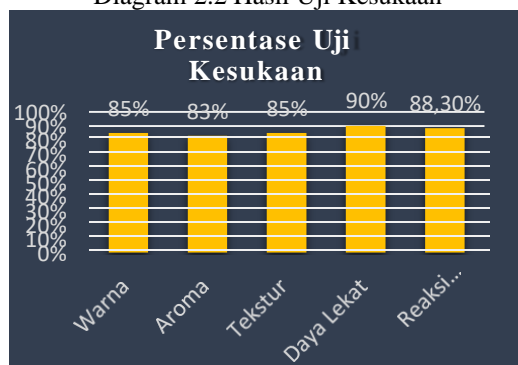 Diagram 2.2 Hasil Uji Kesukaan
Persentase Uji
Kesukaan
85% 83% 85% 90% 88,30%
100%
90%
80%
70%
60%
50%
40%
30%
20%
10%
0%
Warna Aroma Tekstur Daya Lekat Reaksi...